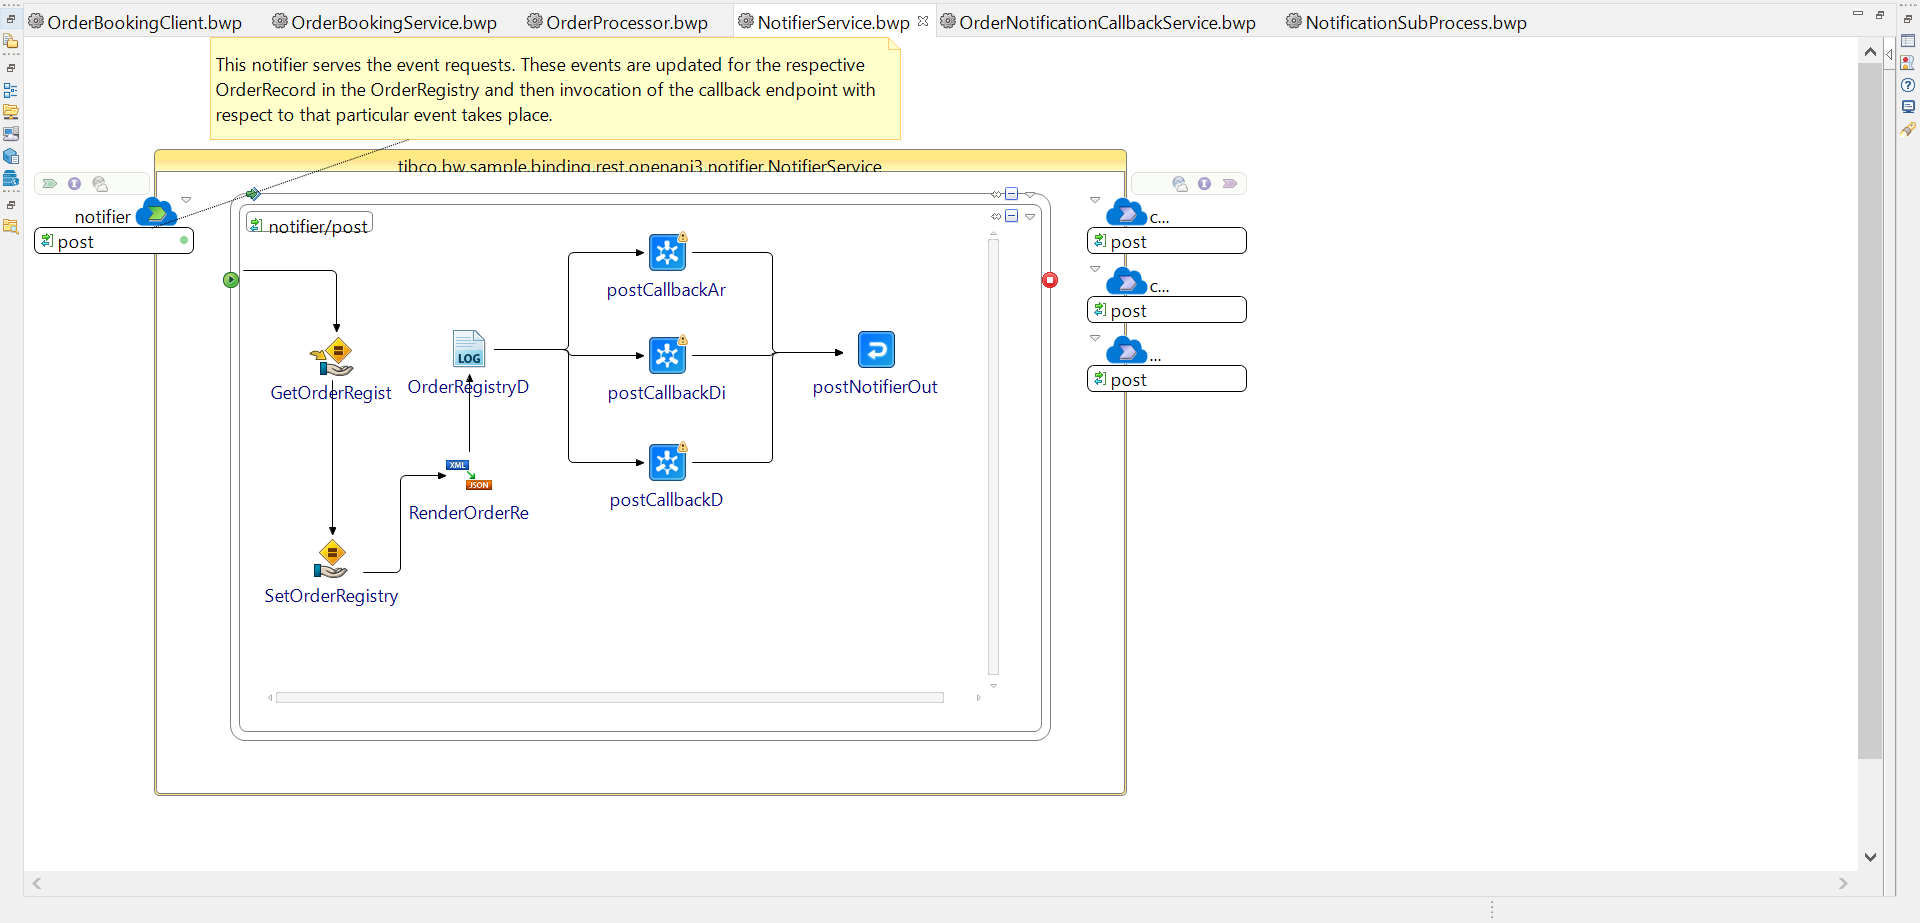 OrderBookingClient.bwp OrderBookingService.bwp OrderProcessor.bwp NotifierService.bwp OrderNotificationCallbackService.bwp NotificationSubProcess.bwp
This notifier serves the event requests. These events are updated for the respective
OrderRecord in the OrderRegistry and then invocation of the callback endpoint with
respect to that particular event takes place.
tibco.bw.sample.binding.rest.openapi3.notifier.NotifierService
notifier
post
notifier/post
postCallbackAr
GetOrderRegist
LOG
OrderRegistryD
postCallbackDi
postNotifierOut
XML
JSON
RenderOrderRe
postCallbackD
SetOrderRegistry
c...
post
c...
post
...
post